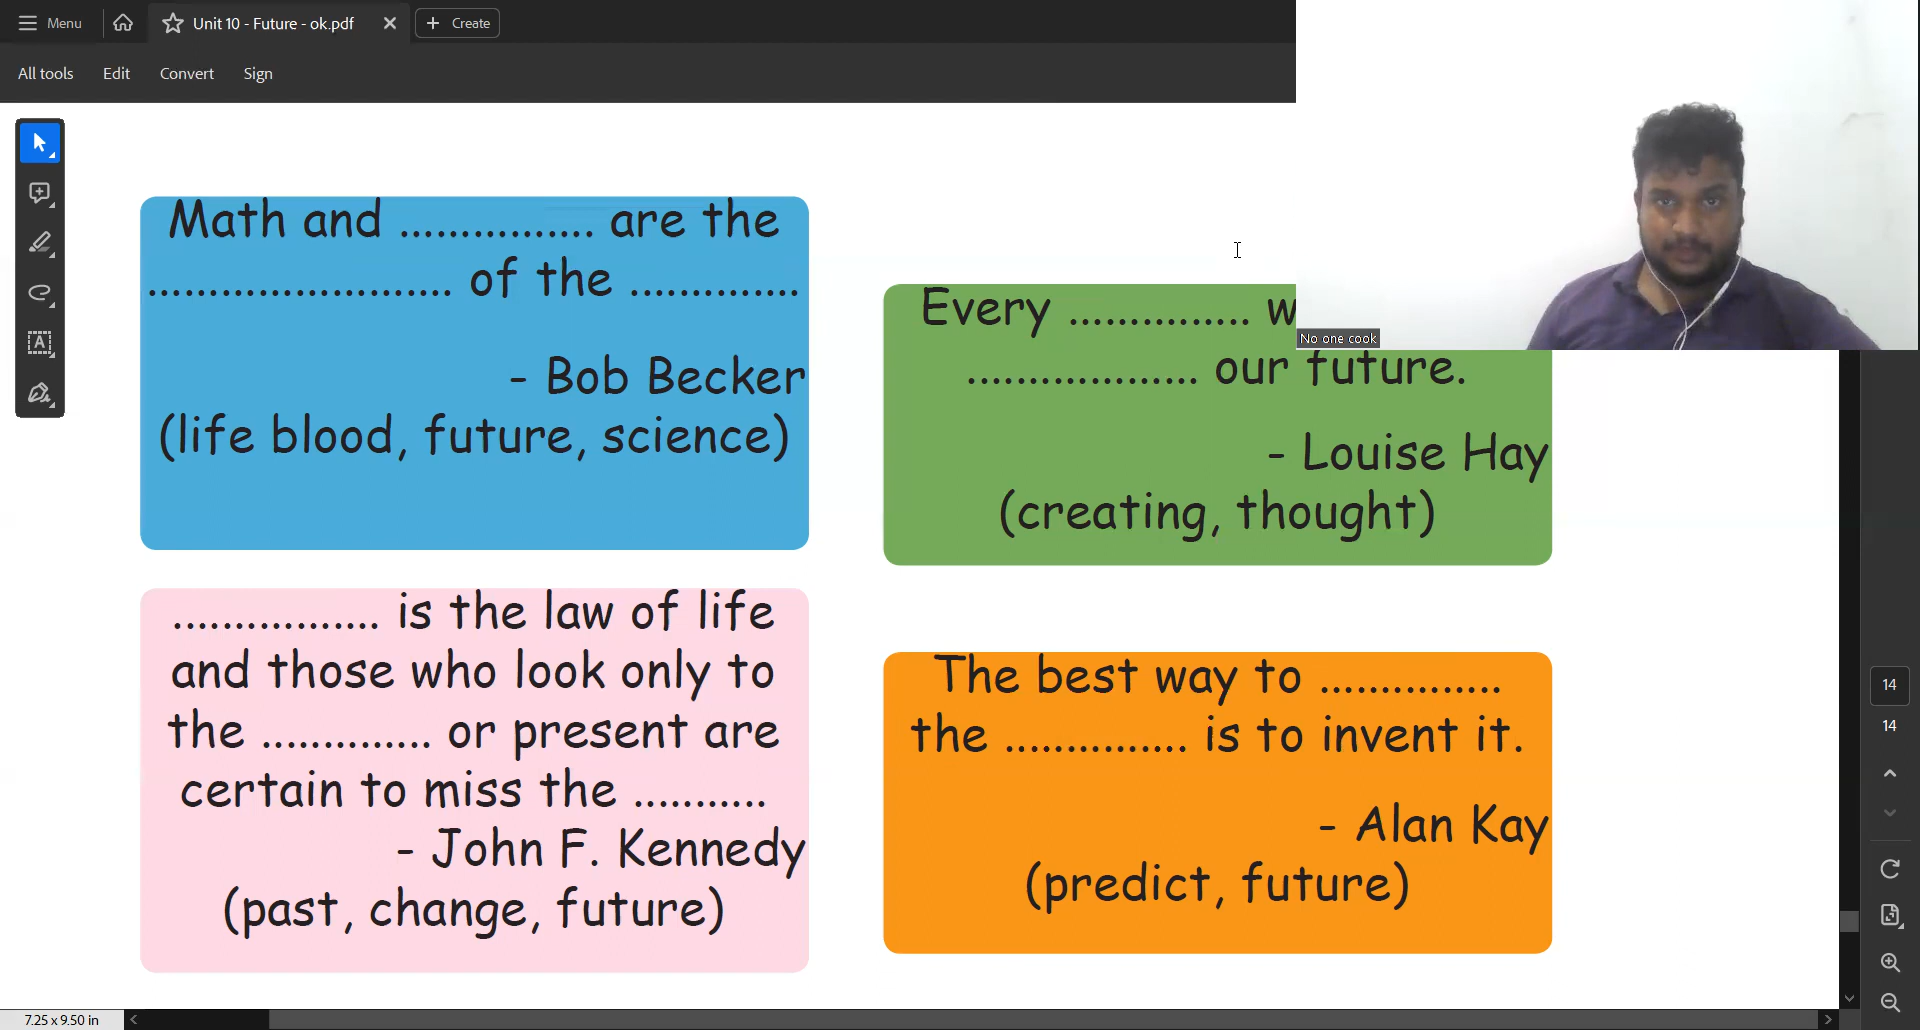 Menu
Unit 10 - Future - ok.pdf
Create
All tools Edit Convert Sign
Math and ................ are the
......................... of the ..............
- Bob Becker
(life blood, future, science)
Every ............... w
................... our future.
- Louise Hay
(creating, thought)
No one cook
................. is the law of life
and those who look only to
the .............. or present are
certain to miss the ...........
- John F. Kennedy
(past, change, future)
The best way to ...............
the ............... is to invent it.
- Alan Kay
(predict, future)
14
14
7.25 x 9.50 in